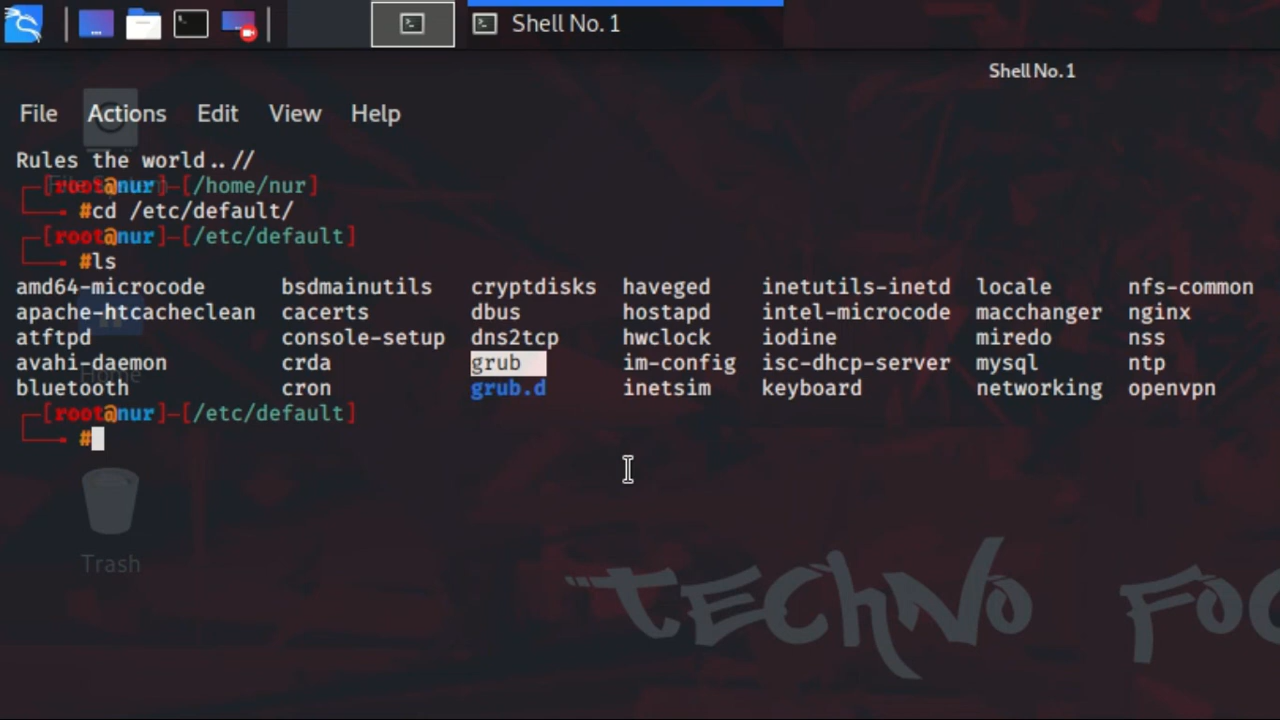 Shell No. 1
Shell No. 1
File Actions Edit View Help
Rules the world..//
[root@nur]-[/home/nur]
#cd /etc/default/
[root@nur]-[/etc/default]
#ls
amd64-microcode bsdmainutils cryptdisks haveged inetutils-inetd locale nfs-common
apache-htcacheclean cacerts dbus hostapd intel-microcode macchanger nginx
atftpd console-setup dns2tcp hwclock iodine miredo nss
avahi-daemon crda grub im-config isc-dhcp-server mysql ntp
bluetooth cron grub.d inetsim keyboard networking openvpn
[root@nur]-[/etc/default]
#
Home
Trash
TEChNo